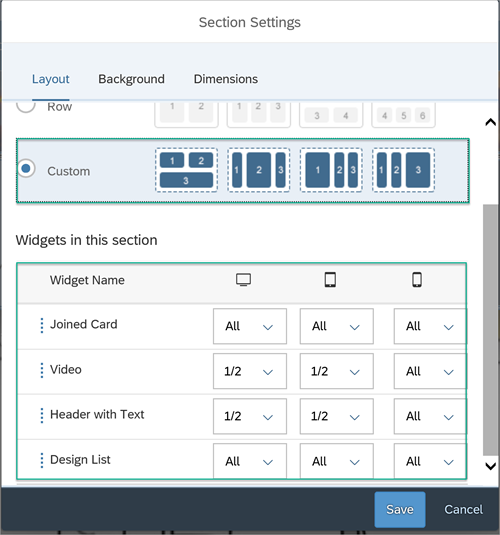 Section Settings
Layout Background Dimensions
Row 1 2 1 2 3 3 4 4 5 6
Custom 1 2 3 1 2 3 1 2 3 1 2 3
Widgets in this section
Widget Name
Joined Card All All All
Video 1/2 1/2 All
Header with Text 1/2 1/2 All
Design List All All All
Save Cancel